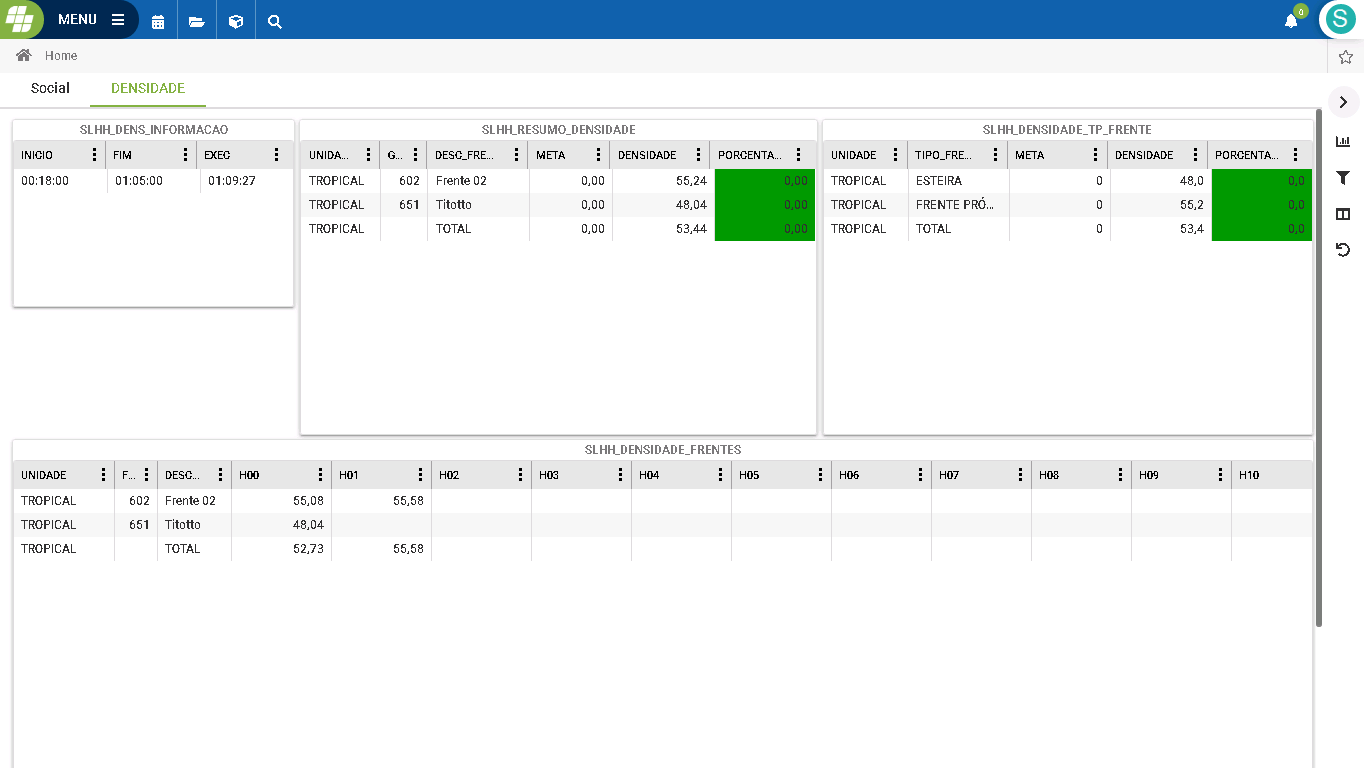 MENU
0
S
Home
Social DENSIDADE
SLHH_DENS_INFORMACAO
INICIO FIM EXEC
00:18:00 01:05:00 01:09:27
SLHH_RESUMO_DENSIDADE
UNIDA... G... DESC_FRE... META DENSIDADE PORCENTA...
TROPICAL 602 Frente 02 0,00 55,24 0,00
TROPICAL 651 Titotto 0,00 48,04 0,00
TROPICAL TOTAL 0,00 53,44 0,00
SLHH_DENSIDADE_TP_FRENTE
UNIDADE TIPO_FRE... META DENSIDADE PORCENTA...
TROPICAL ESTEIRA 0 48,0 0,0
TROPICAL FRENTE PRÓ... 0 55,2 0,0
TROPICAL TOTAL 0 53,4 0,0
SLHH_DENSIDADE_FRENTES
UNIDADE F... DESC... H00 H01 H02 H03 H04 H05 H06 H07 H08 H09 H10
TROPICAL 602 Frente 02 55,08 55,58
TROPICAL 651 Titotto 48,04
TROPICAL TOTAL 52,73 55,58